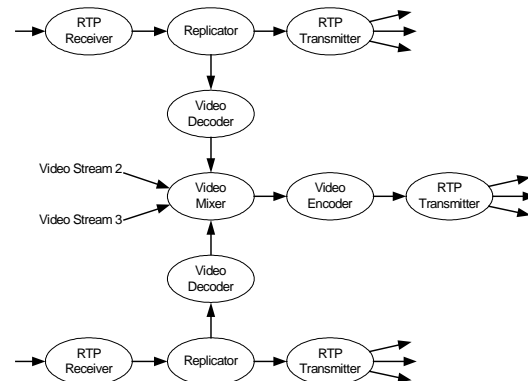 RTP
Receiver
Replicator
RTP
Transmitter
Video
Decoder
Video Stream 2
Video Stream 3
Video
Mixer
Video
Encoder
RTP
Transmitter
Video
Decoder
RTP
Receiver
Replicator
RTP
Transmitter